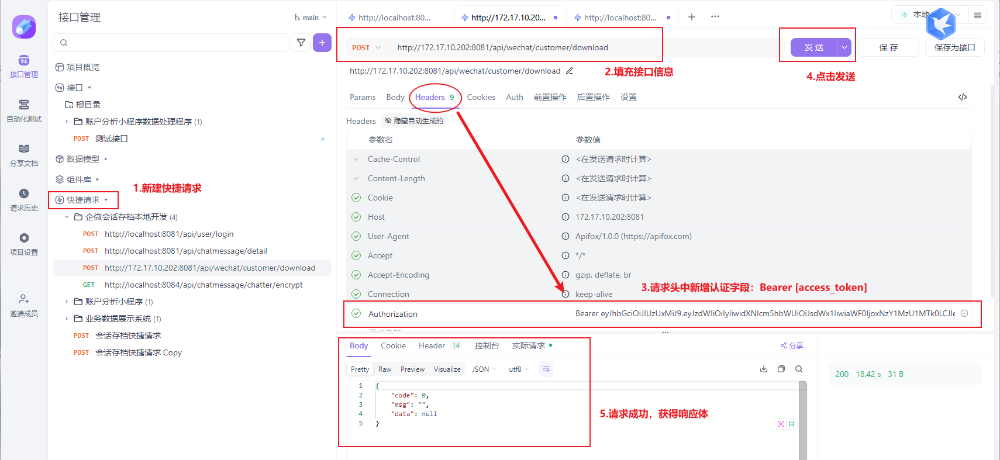 接口管理
自动化测试
分享文档
请求历史
项目设置
邀请成员
接口管理
main
项目概览
接口
根目录
账户分析小程序数据处理程序 (1)
POST 测试接口
数据模型
组件库
1.新建快捷请求
快捷请求
企微会话存档本地开发 (4)
POST http://localhost:8081/api/user/login
POST http://localhost:8081/api/chatmessage/detail
POST http://172.17.10.202:8081/api/wechat/customer/download
GET http://localhost:8084/api/chatmessage/chatter/encrypt
账户分析小程序 (1)
业务数据展示系统 (1)
POST 会话存档快捷请求
POST 会话存档快捷请求 Copy
http://localhost:80...
http://172.17.10.20...
http://localhost:80...
本 本地
POST http://172.17.10.202:8081/api/wechat/customer/download
发 送
保 存
保存为接口
http://172.17.10.202:8081/api/wechat/customer/download
2.填充接口信息
4.点击发送
Params Body Headers 9 Cookies Auth 前置操作 后置操作 设置
Headers 隐藏自动生成的
参数名 参数值
Cache-Control <在发送请求时计算>
Content-Length <在发送请求时计算>
Cookie <在发送请求时计算>
Host 172.17.10.202:8081
User-Agent Apifox/1.0.0 (https://apifox.com)
Accept */*
Accept-Encoding gzip, deflate, br
Connection keep-alive
3.请求头中新增认证字段：Bearer [access_token]
Authorization Bearer
Body Cookie Header 14 控制台 实际请求
分享
Pretty Raw Preview Visualize JSON utf8
200 18.42 s 31 B
1 {
2 "code": 0,
3 "msg": "",
4 "data": null
5 }
5.请求成功，获得响应体